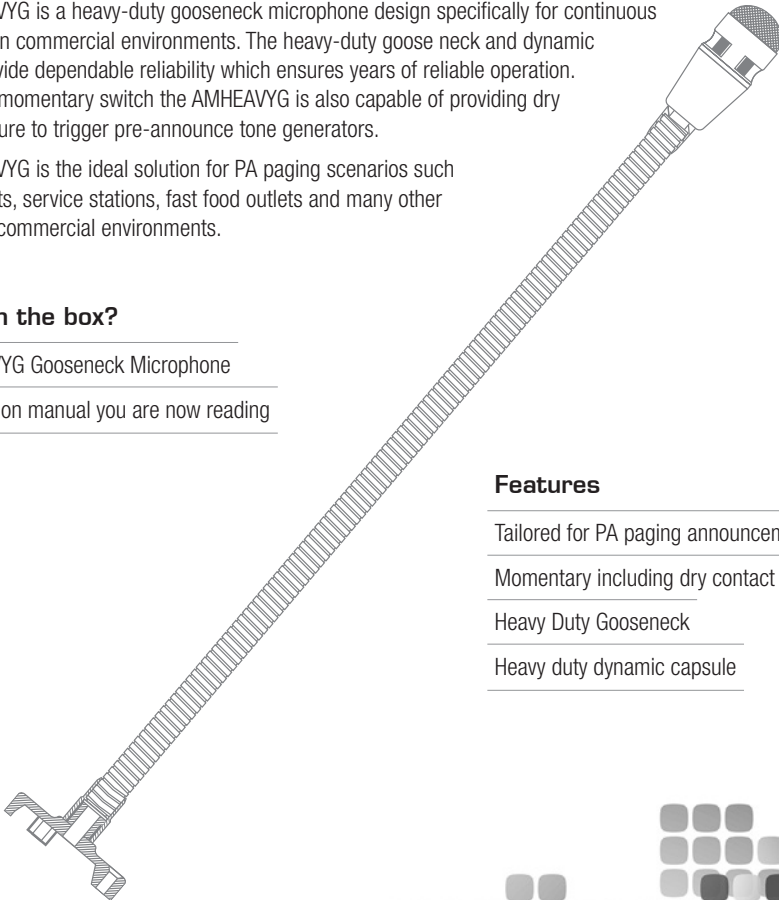 VYG is a heavy-duty gooseneck microphone design specifically for continuous
n commercial environments. The heavy-duty goose neck and dynamic
vide dependable reliability which ensures years of reliable operation.
momentary switch the AMHEAVYG is also capable of providing dry
ure to trigger pre-announce tone generators.
VYG is the ideal solution for PA paging scenarios such
ts, service stations, fast food outlets and many other
commercial environments.
n the box?
YG Gooseneck Microphone
on manual you are now reading
Features
Tailored for PA paging announcem
Momentary including dry contact
Heavy Duty Gooseneck
Heavy duty dynamic capsule